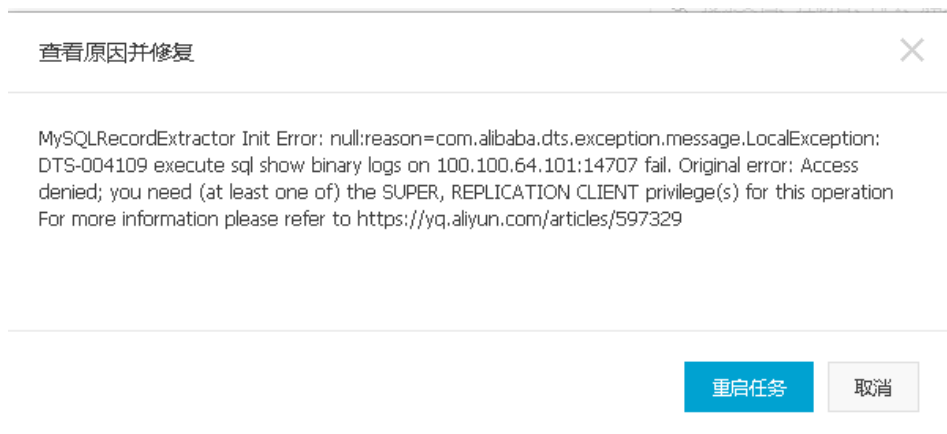 查看原因并修复
MySQLRecordExtractor Init Error: null:reason=com.alibaba.dts.exception.message.LocalException:
DTS-004109 execute sql show binary logs on 100.100.64.101:14707 fail. Original error: Access
denied; you need (at least one of) the SUPER, REPLICATION CLIENT privilege(s) for this operation
For more information please refer to https://yq.aliyun.com/articles/597329
重启任务 取消